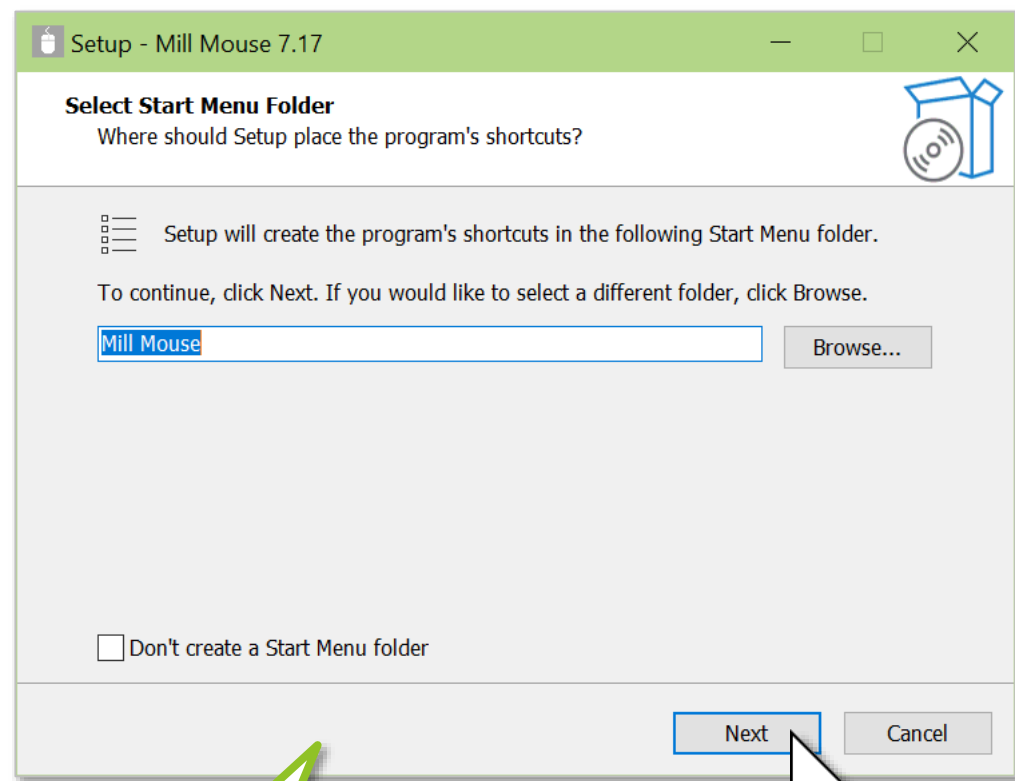 Setup - Mill Mouse 7.17
Select Start Menu Folder
Where should Setup place the program's shortcuts?
Setup will create the program's shortcuts in the following Start Menu folder.
To continue, click Next. If you would like to select a different folder, click Browse.
Mill Mouse
Browse...
Don't create a Start Menu folder
Next
Cancel